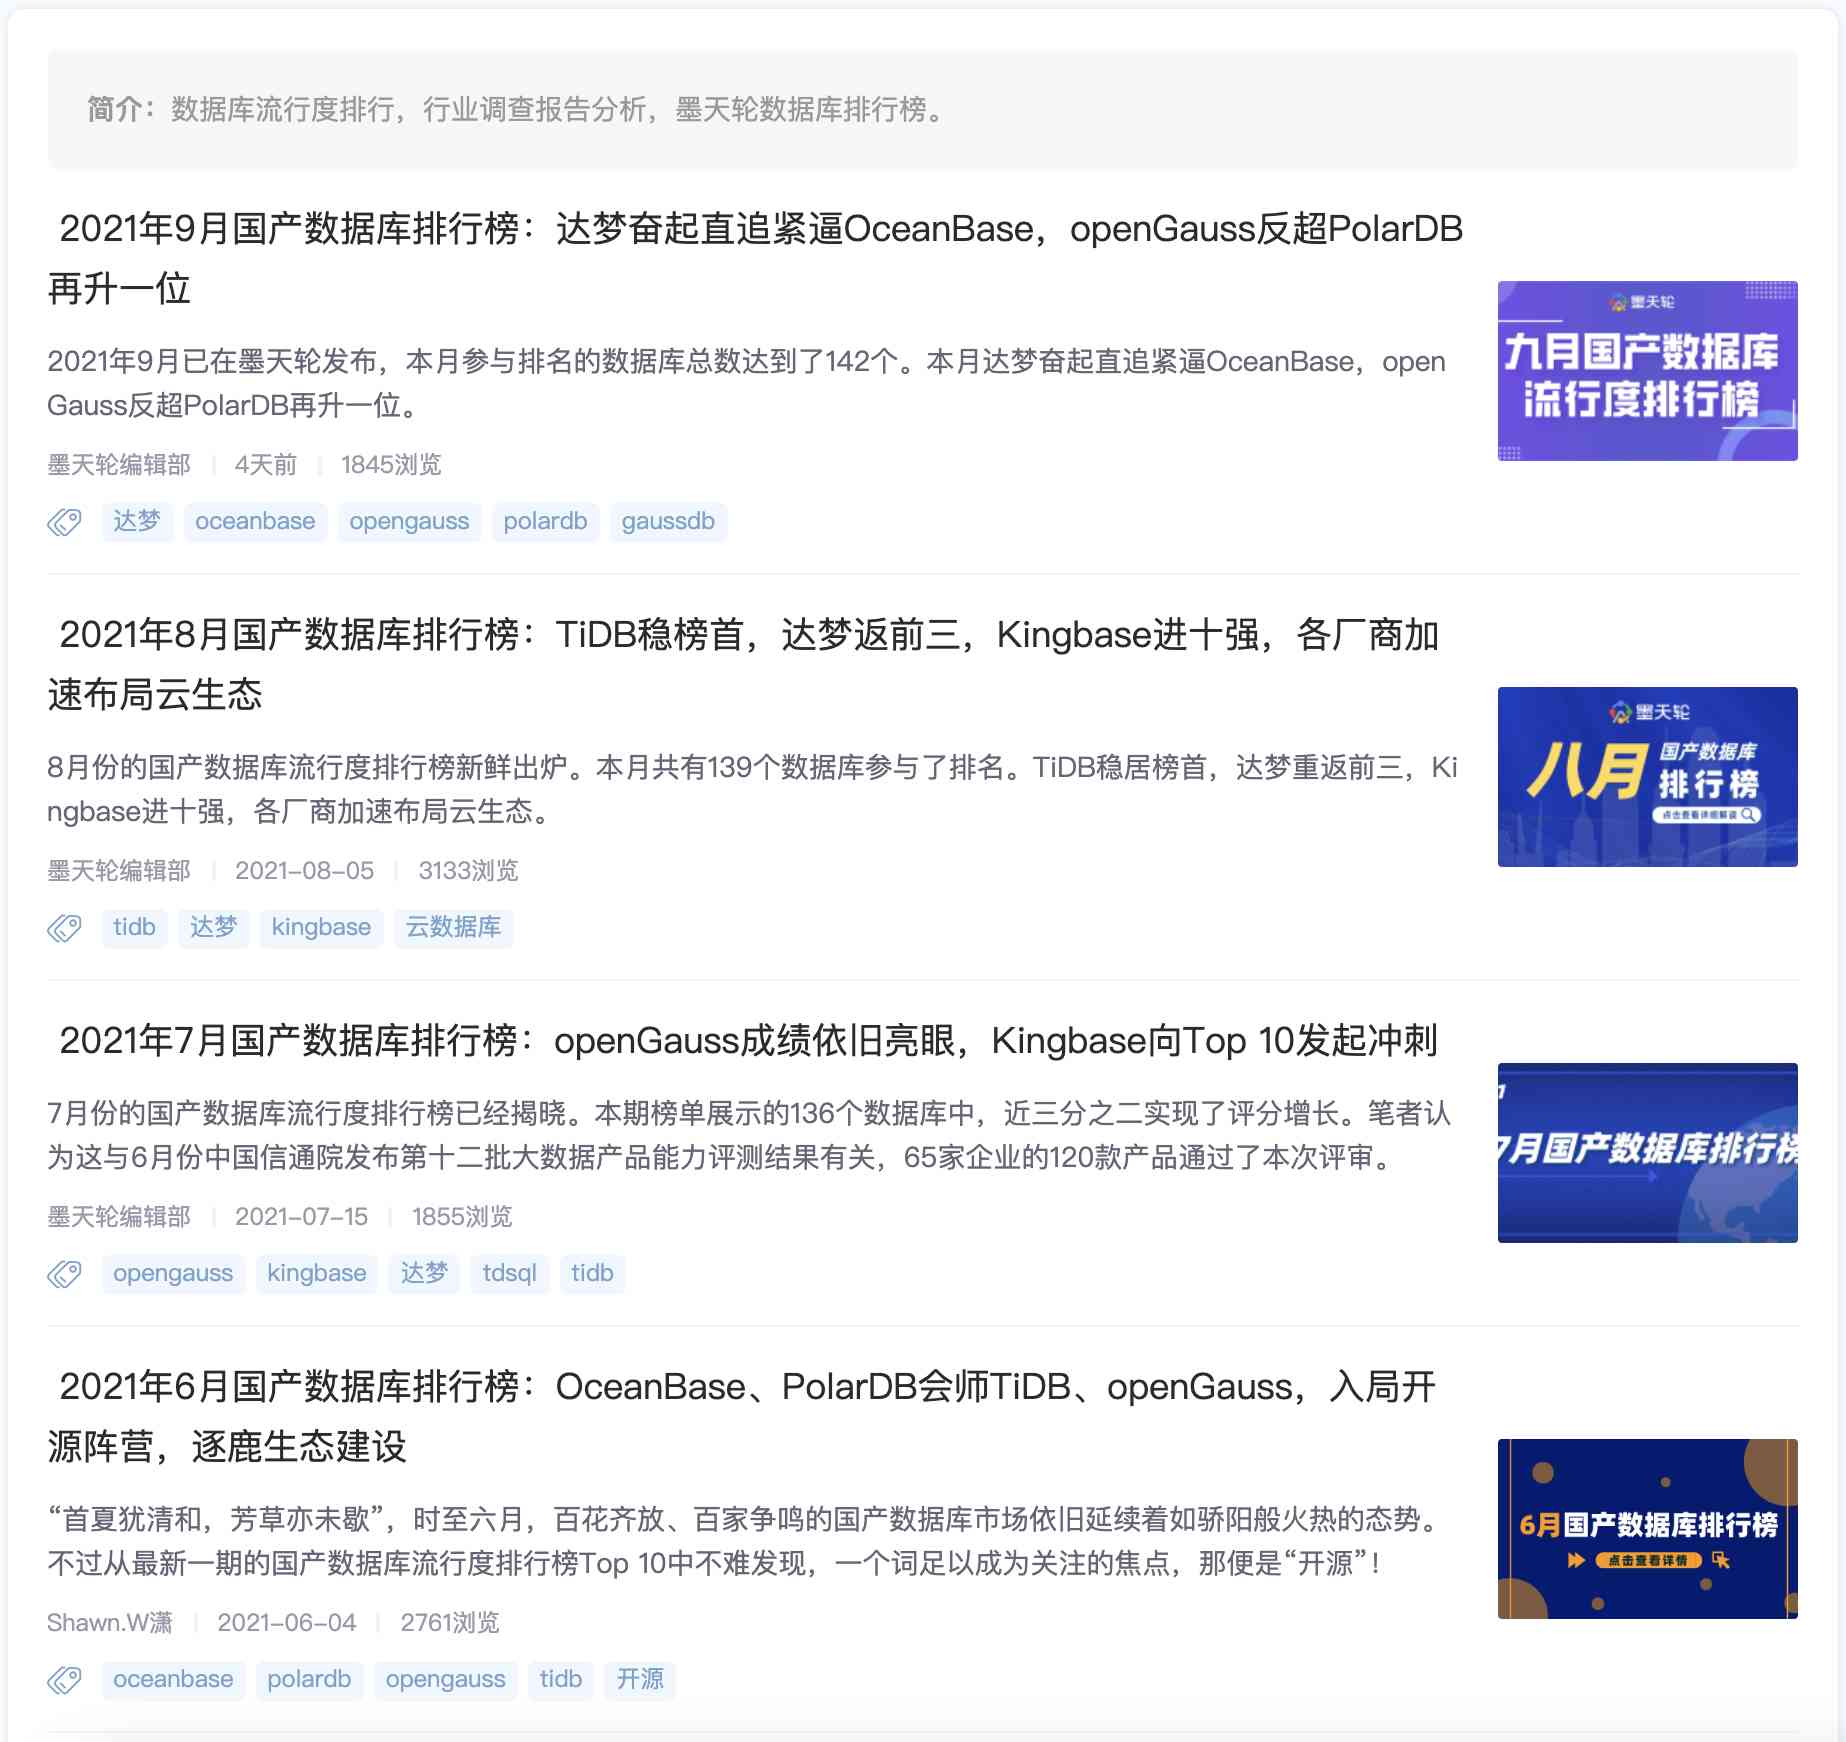 简介：数据库流行度排行，行业调查报告分析，墨天轮数据库排行榜。
2021年9月国产数据库排行榜：达梦奋起直追紧逼OceanBase，openGauss反超PolarDB
再升一位
2021年9月已在墨天轮发布，本月参与排名的数据库总数达到了142个。本月达梦奋起直追紧逼OceanBase，open
Gauss反超PolarDB再升一位。
墨天轮编辑部 4天前 1845浏览
达梦 oceanbase opengauss polardb gaussdb
墨天轮
九月国产数据库
流行度排行榜
2021年8月国产数据库排行榜：TiDB稳榜首，达梦返前三，Kingbase进十强，各厂商加
速布局云生态
8月份的国产数据库流行度排行榜新鲜出炉。本月共有139个数据库参与了排名。TiDB稳居榜首，达梦重返前三，Ki
ngbase进十强，各厂商加速布局云生态。
墨天轮编辑部 2021-08-05 3133浏览
tidb 达梦 kingbase 云数据库
墨天轮
八月 国产数据库
排行榜
点击查看详细解读
2021年7月国产数据库排行榜：openGauss成绩依旧亮眼，Kingbase向Top 10发起冲刺
7月份的国产数据库流行度排行榜已经揭晓。本期榜单展示的136个数据库中，近三分之二实现了评分增长。笔者认
为这与6月份中国信通院发布第十二批大数据产品能力评测结果有关，65家企业的120款产品通过了本次评审。
墨天轮编辑部 2021-07-15 1855浏览
opengauss kingbase 达梦 tdsql tidb
1
7月国产数据库排行榜
2021年6月国产数据库排行榜：OceanBase、PolarDB会师TiDB、openGauss，入局开
源阵营，逐鹿生态建设
“首夏犹清和，芳草亦未歇”，时至六月，百花齐放、百家争鸣的国产数据库市场依旧延续着如骄阳般火热的态势。
不过从最新一期的国产数据库流行度排行榜Top 10中不难发现，一个词足以成为关注的焦点，那便是“开源”！
Shawn.W潇 2021-06-04 2761浏览
oceanbase polardb opengauss tidb 开源
6月国产数据库排行榜
点击查看详情